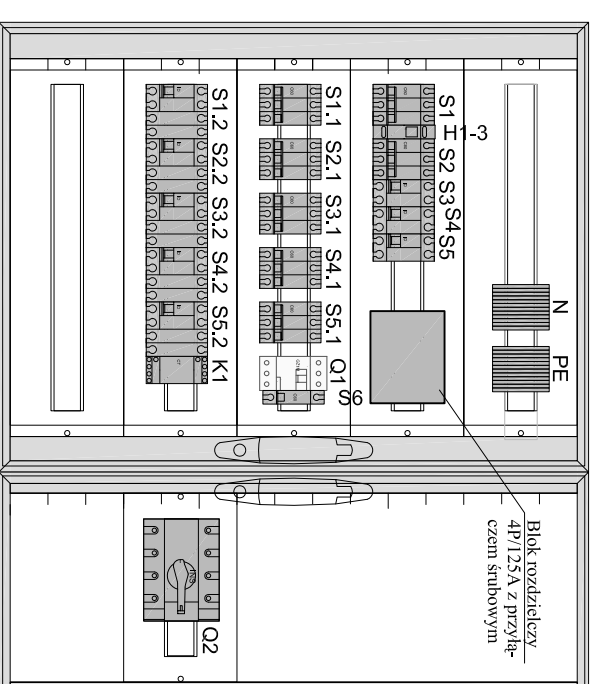 S1
H1-3
S2
S3
S4
S5
S1.1
S2.1
S3.1
S4.1
S5.1
Q1
S6
S1.2
S2.2
S3.2
S4.2
S5.2
K1
N
PE
Blok rozdzielczy
4P/125A z przyłą-
czem śrubowym
Q2